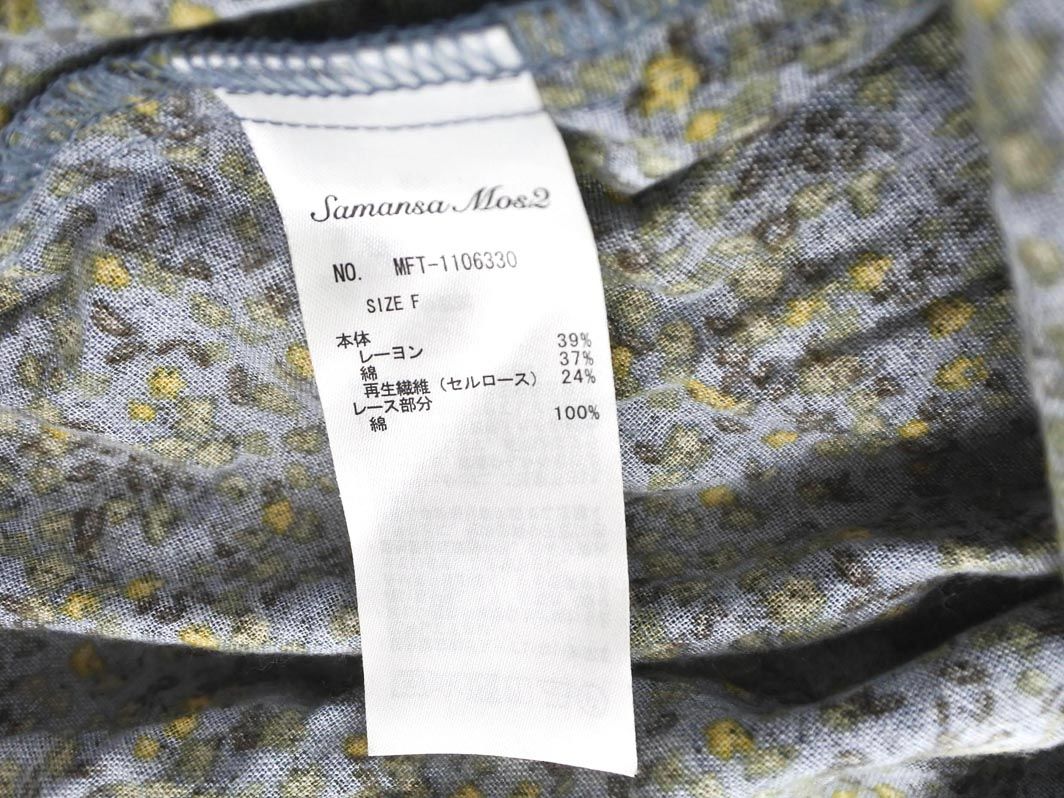 Samansa Mos2
NO. MFT-1106330
SIZE F
本体
レーヨン 39%
綿 37%
再生繊維(セルロース) 24%
レース部分
綿 100%